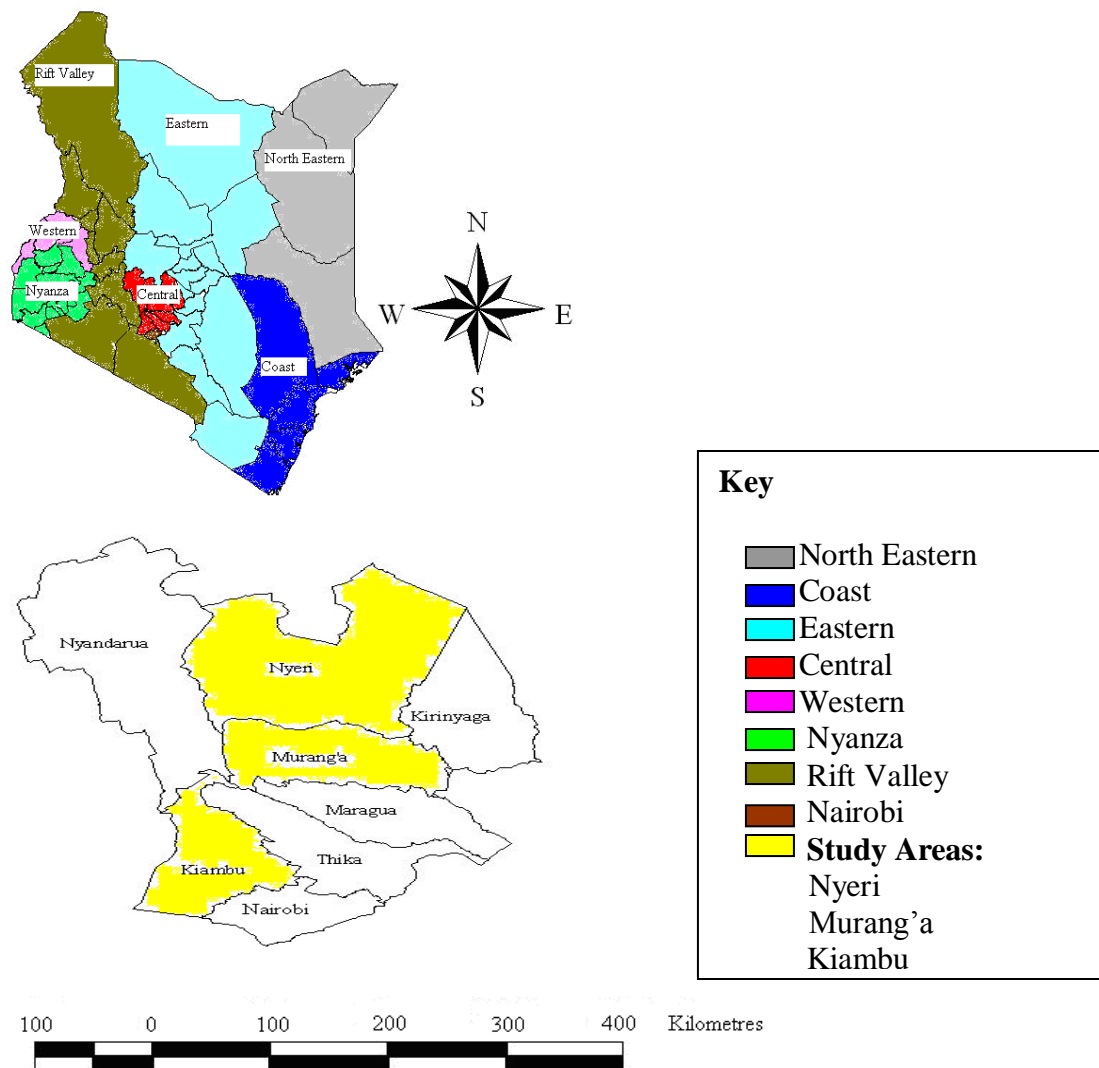 Rift Valley
Eastern
North Eastern
Western
Nyanza
Central
Coast
N
W
E
S
Key
North Eastern
Coast
Eastern
Central
Western
Nyanza
Rift Valley
Nairobi
Study Areas:
Nyeri
Murang’a
Kiambu
Nyandarua
Nyeri
Kirinyaga
Murang'a
Maragua
Thika
Kiambu
Nairobi
100 0 100 200 300 400 Kilometres